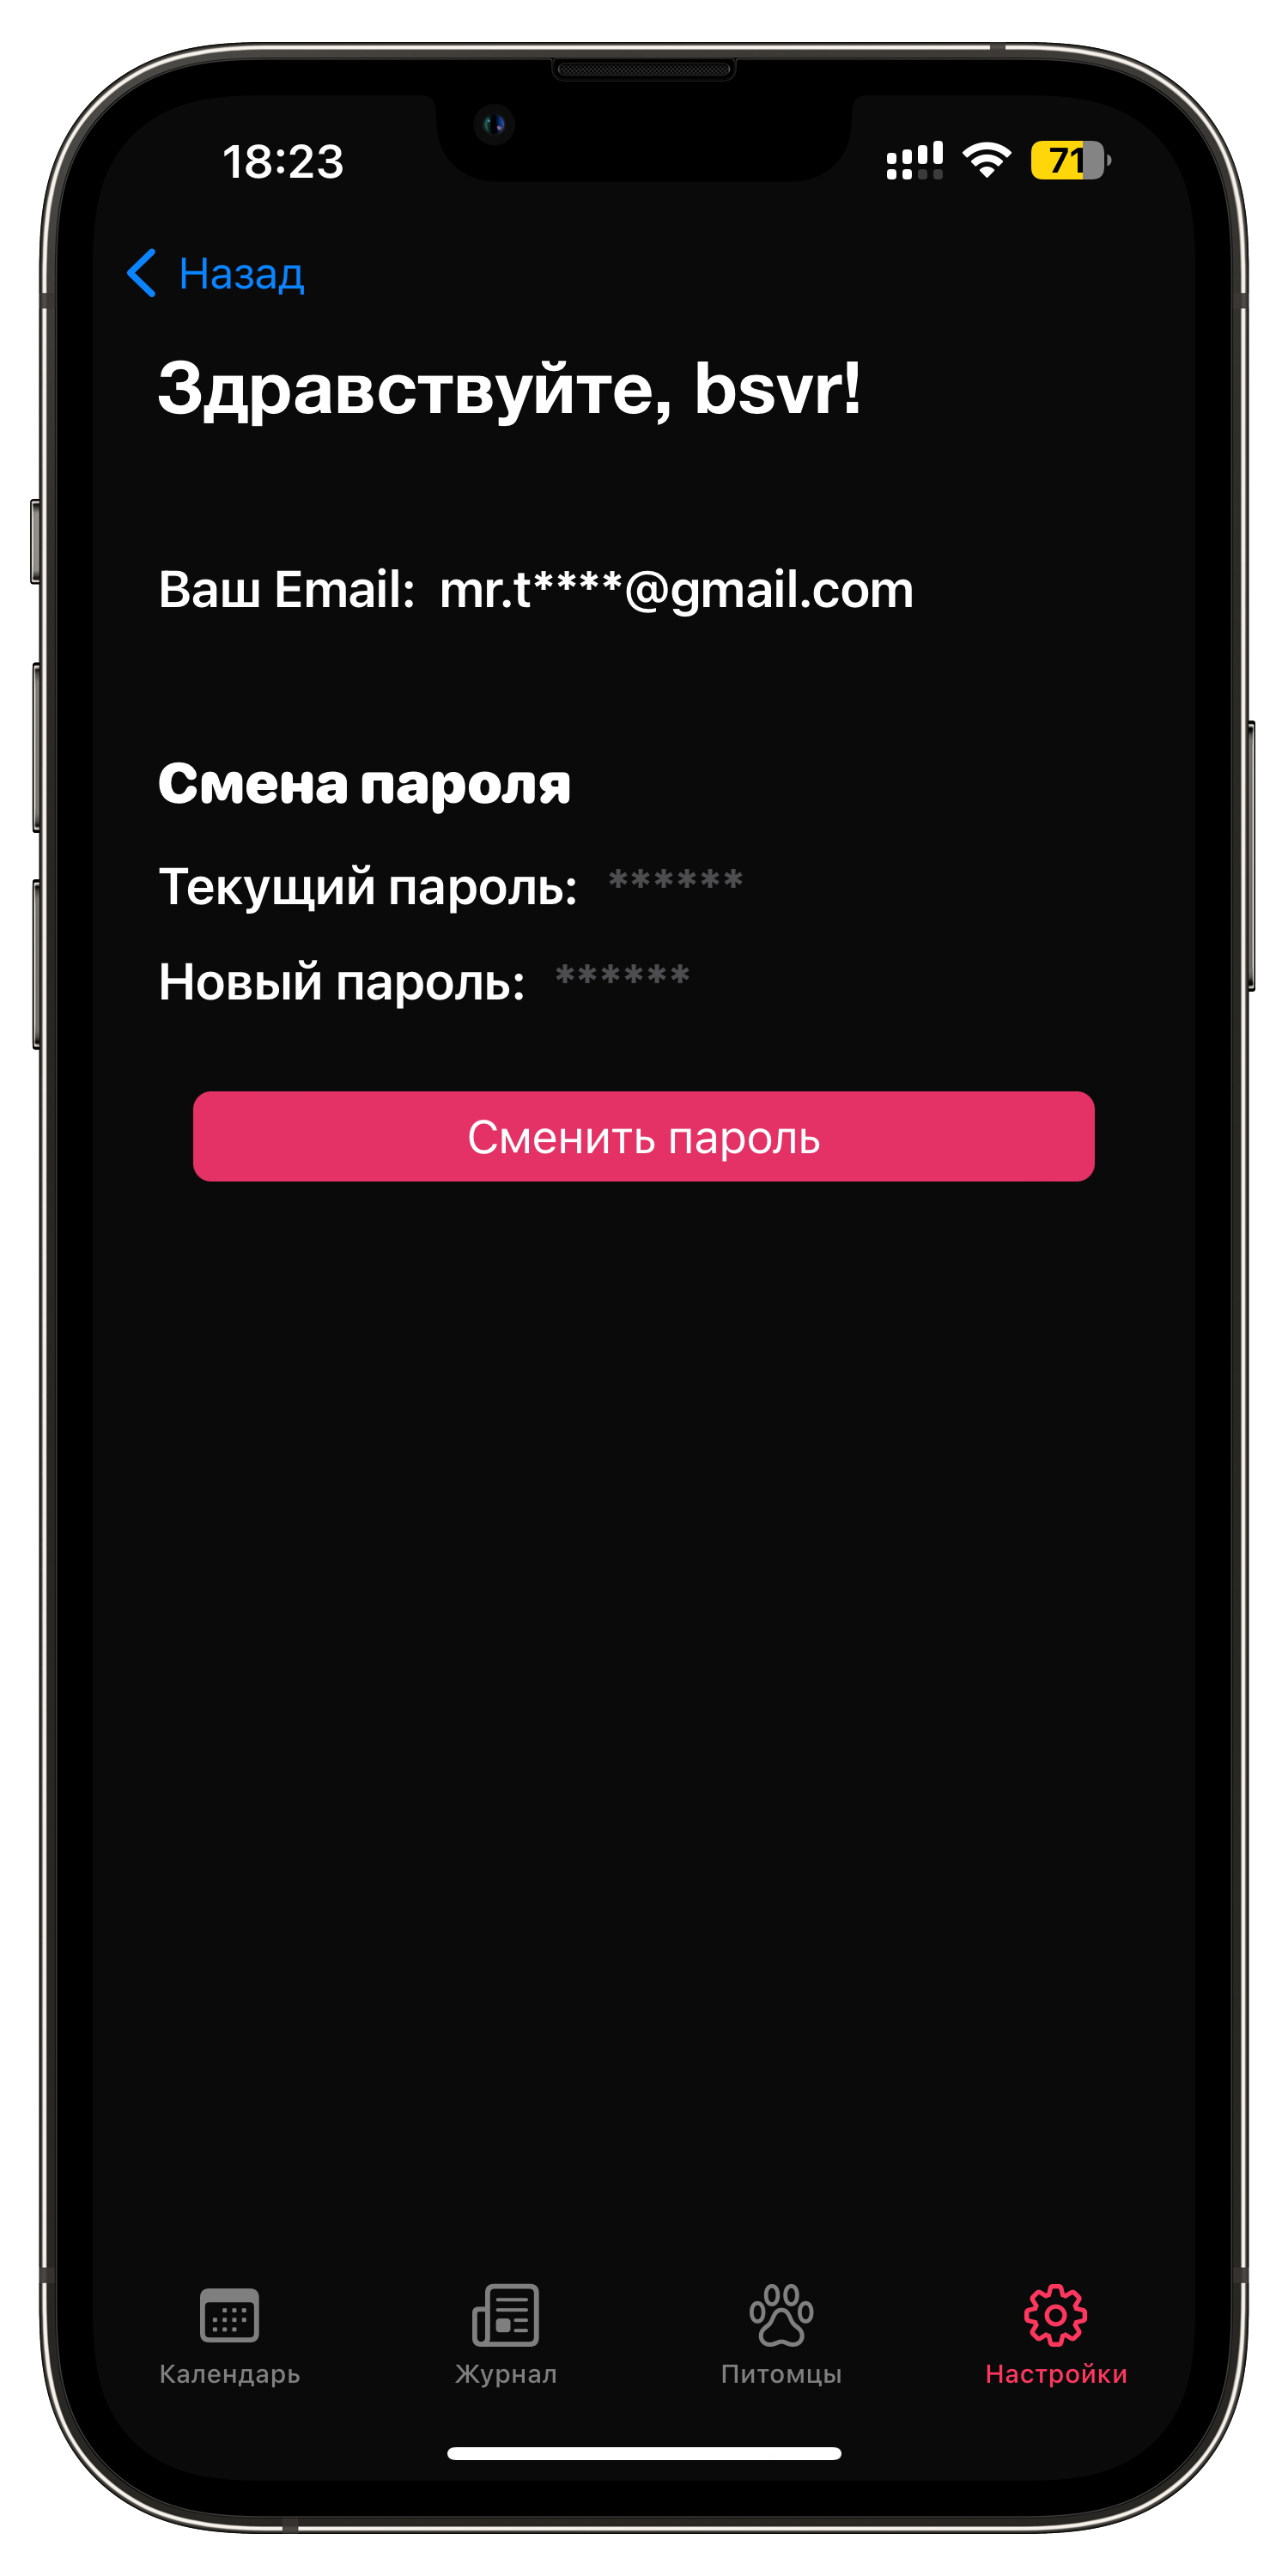 18:23
71
Назад
Здравствуйте, bsvr!
Ваш Email: mr.t****@gmail.com
Смена пароля
Текущий пароль: ******
Новый пароль: ******
Сменить пароль
Календарь
Журнал
Питомцы
Настройки